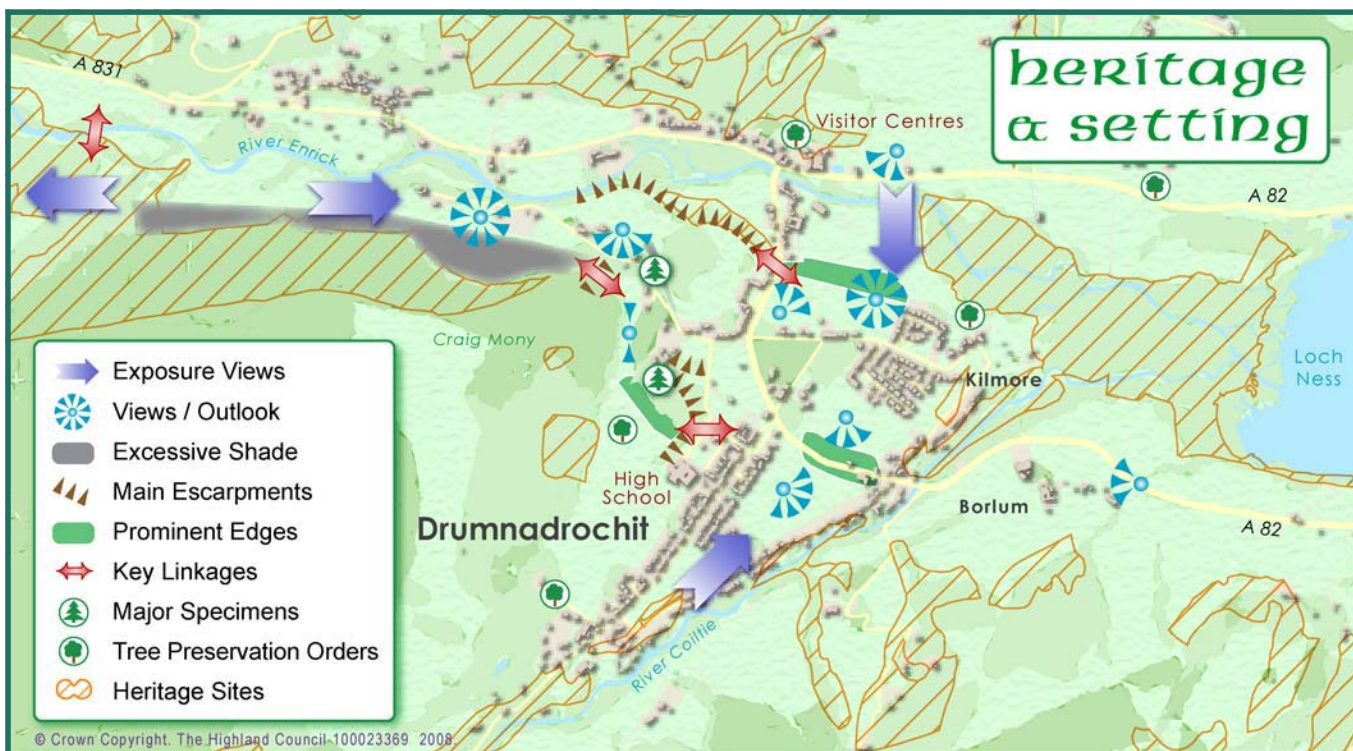 heritage
& setting
A 831
Visitor Centres
River Enrick
A 82
Craig Mony
Loch
Ness
Kilmore
High
School
Drumnadrochit
Borlum
A 82
River Coiltie
Exposure Views
Views / Outlook
Excessive Shade
Main Escarpments
Prominent Edges
Key Linkages
Major Specimens
Tree Preservation Orders
Heritage Sites
© Crown Copyright. The Highland Council 100023369 2008.